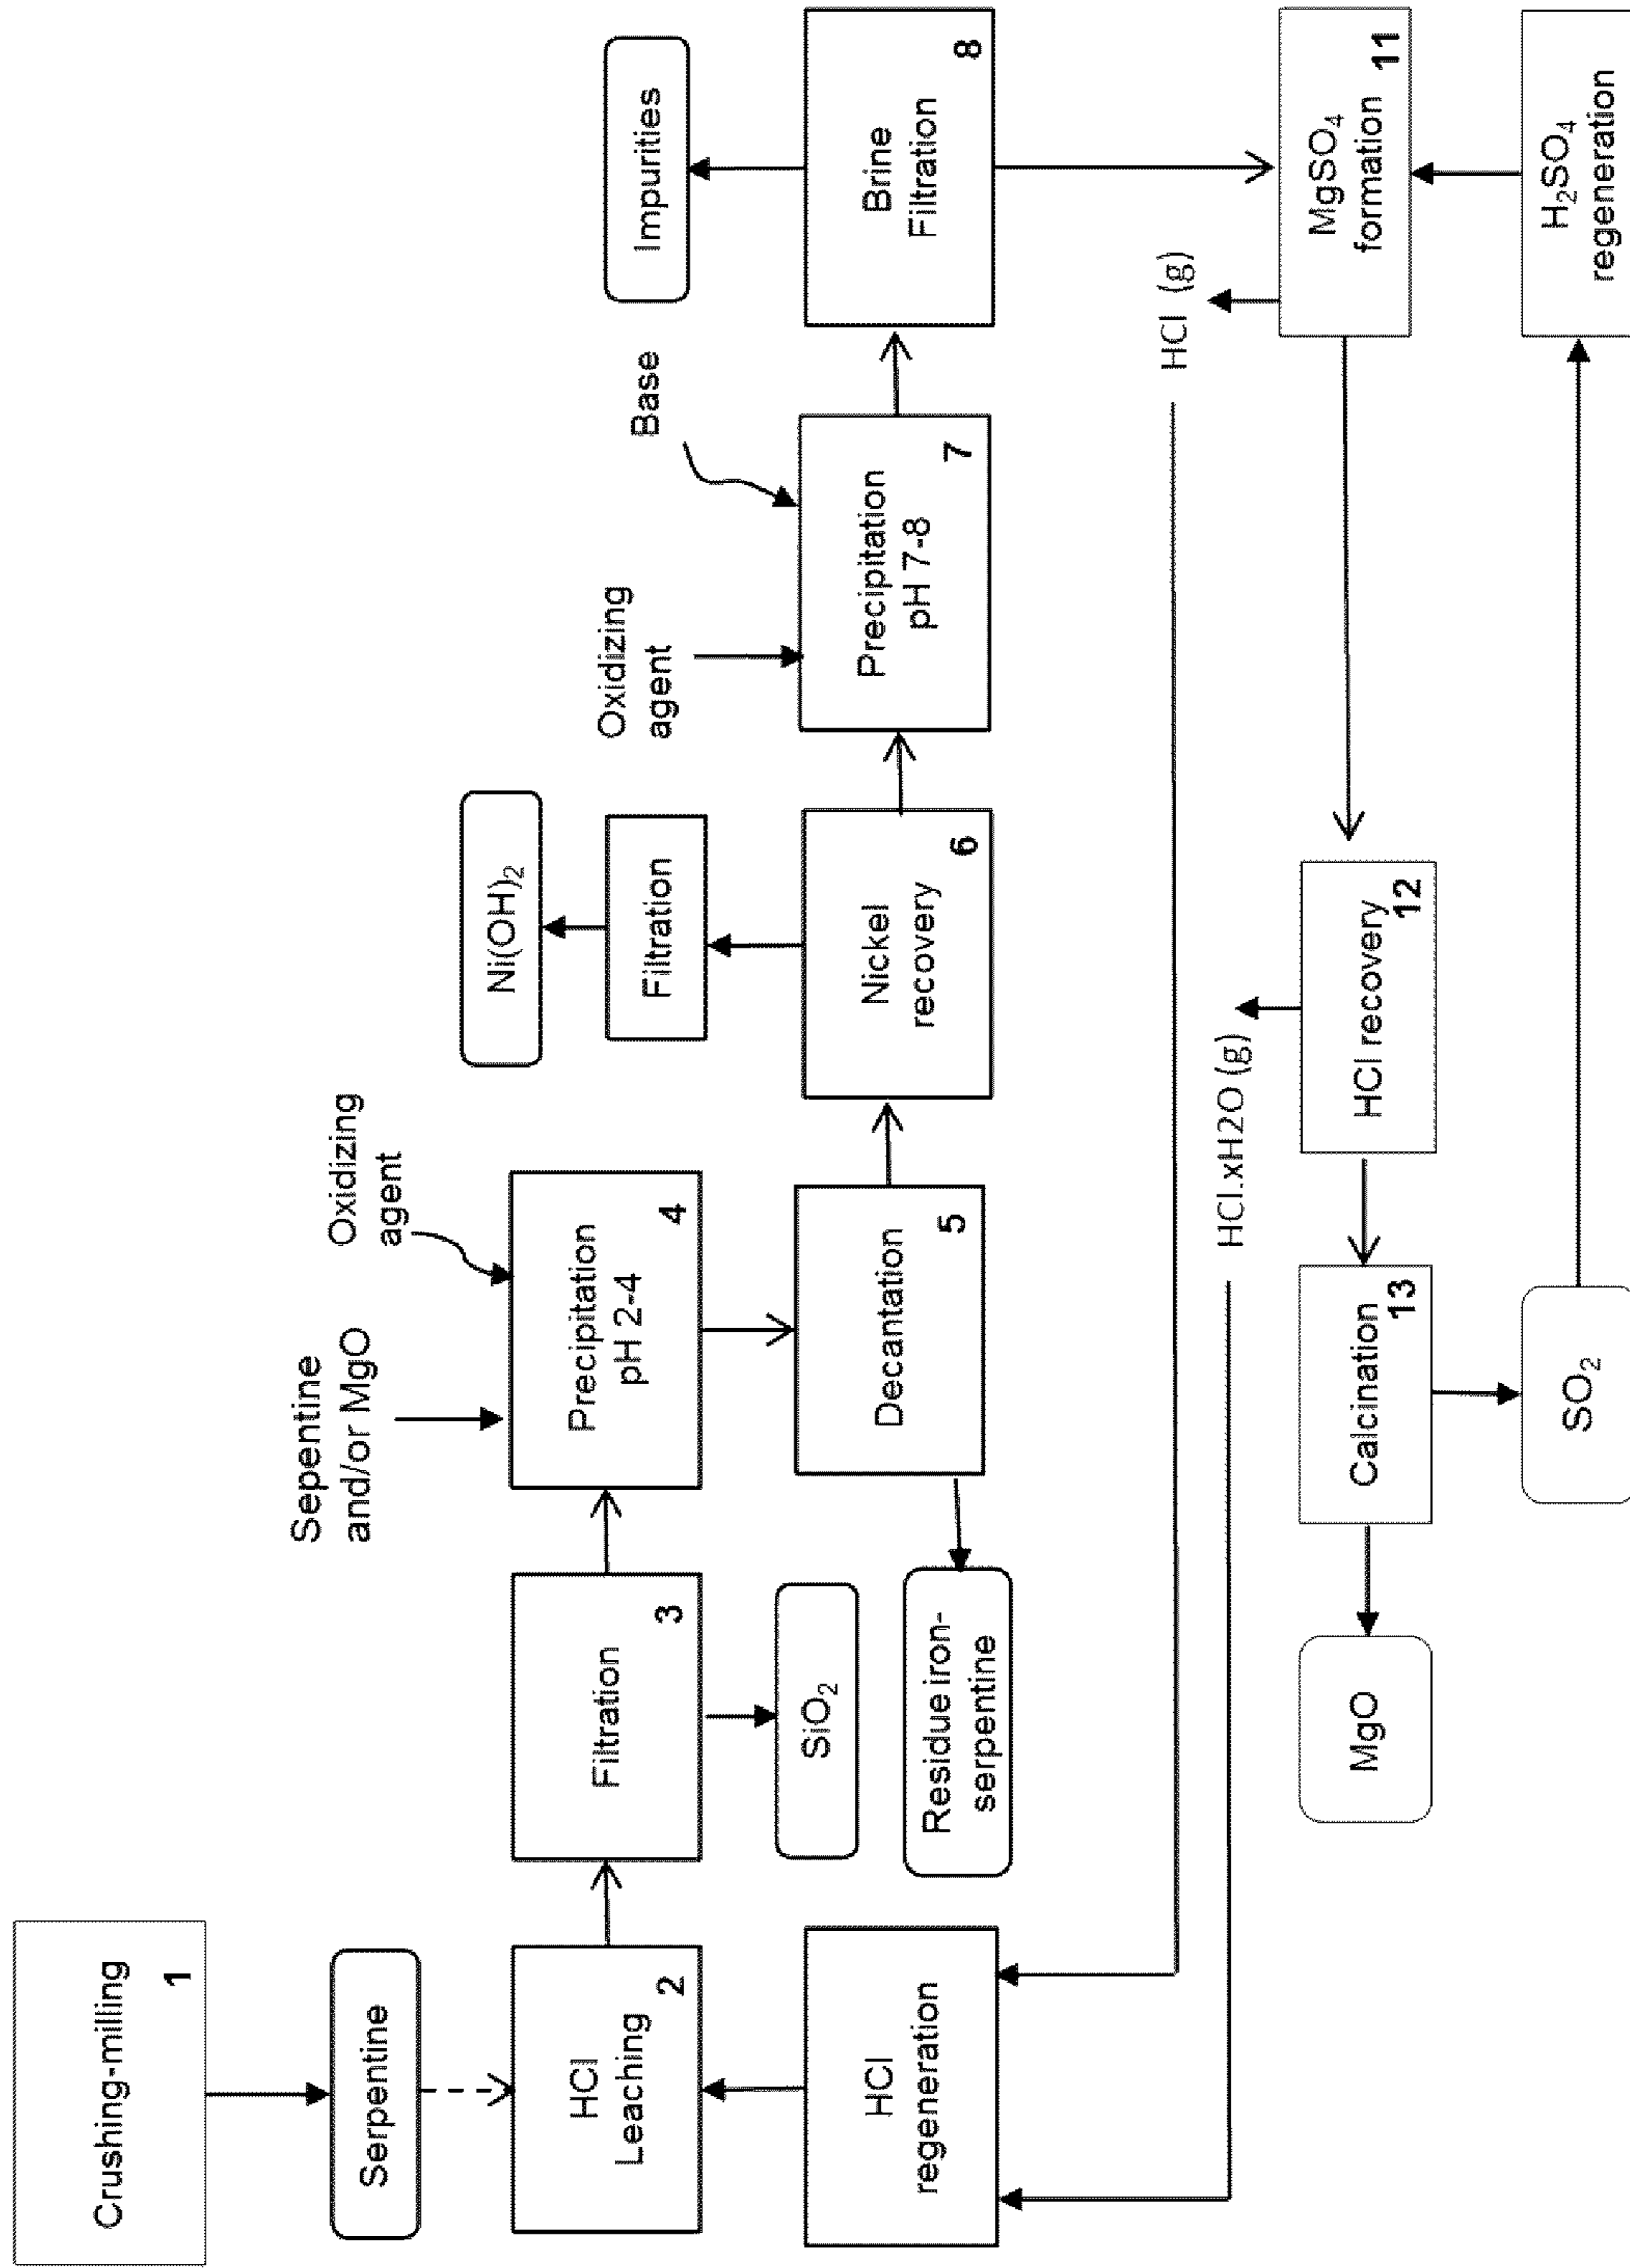 Crushing-milling
1
Serpentine
HCl
Leaching
2
HCl
regeneration
Filtration
3
SiO₂
Sepentine
and/or MgO
Oxidizing
agent
Precipitation
pH 2-4
4
Decantation
5
Residue iron-
serpentine
Ni(OH)₂
Filtration
Nickel
recovery
6
Oxidizing
agent
Base
Precipitation
pH 7-8
7
Impurities
Brine
Filtration
8
HCl (g)
MgSO₄
formation
11
H₂SO₄
regeneration
HCl.xH2O (g)
HCl recovery
12
Calcination
13
SO₂
MgO